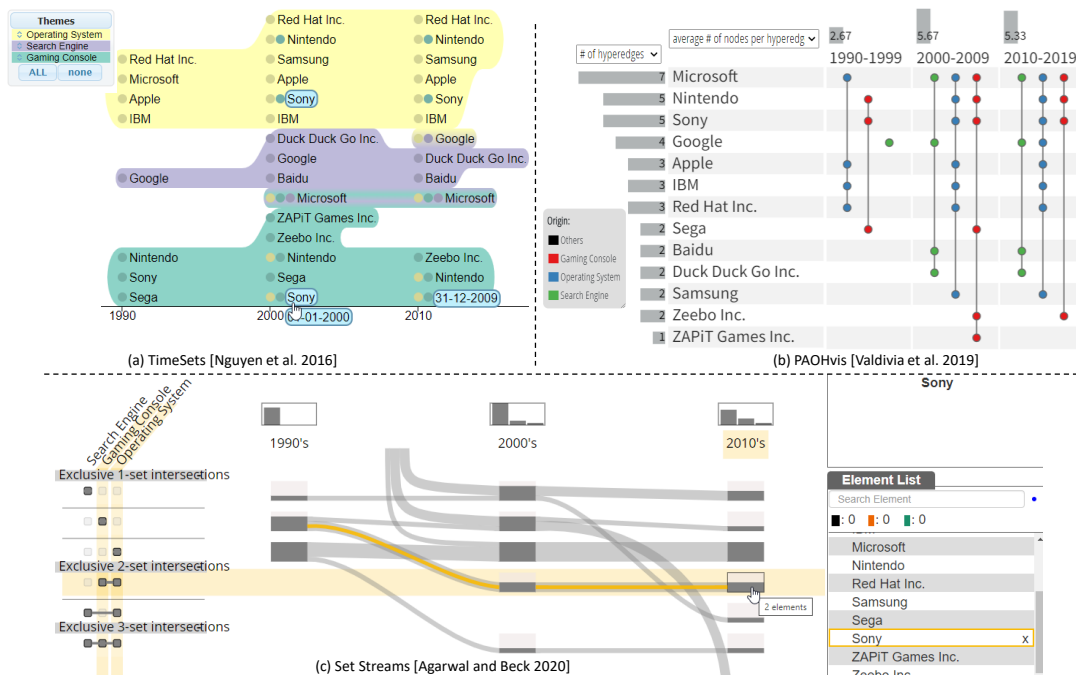 Themes
Operating System
Search Engine
Gaming Console
ALL none
Red Hat Inc. Red Hat Inc.
Nintendo Nintendo
Red Hat Inc. Samsung Samsung
Microsoft Apple Apple
Apple Sony Sony
IBM IBM IBM
Duck Duck Go Inc. Google
Google Duck Duck Go Inc.
Google Baidu Baidu
Microsoft Microsoft
ZAPiT Games Inc.
Zeebo Inc.
Nintendo Nintendo Zeebo Inc.
Sony Sega Nintendo
Sega Sony 31-12-2009
1990 2000 -01-2000 2010
(a) TimeSets [Nguyen et al. 2016]
average # of nodes per hyperedg
# of hyperedges
2.67 5.67 5.33
1990-1999 2000-2009 2010-2019
7 Microsoft
5 Nintendo
5 Sony
4 Google
3 Apple
3 IBM
3 Red Hat Inc.
2 Sega
2 Baidu
2 Duck Duck Go Inc.
2 Samsung
2 Zeebo Inc.
1 ZAPiT Games Inc.
Origin:
Others
Gaming Console
Operating System
Search Engine
(b) PAOHvis [Valdivia et al. 2019]
Search Engine
Gaming Console
Operating System
1990's 2000's 2010's
Exclusive 1-set intersections
Exclusive 2-set intersections
Exclusive 3-set intersections
2 elements
(c) Set Streams [Agarwal and Beck 2020]
Sony
Element List
Search Element
: 0 : 0 : 0
Microsoft
Nintendo
Red Hat Inc.
Samsung
Sega
Sony x
ZAPiT Games Inc.
Zeebo Inc.